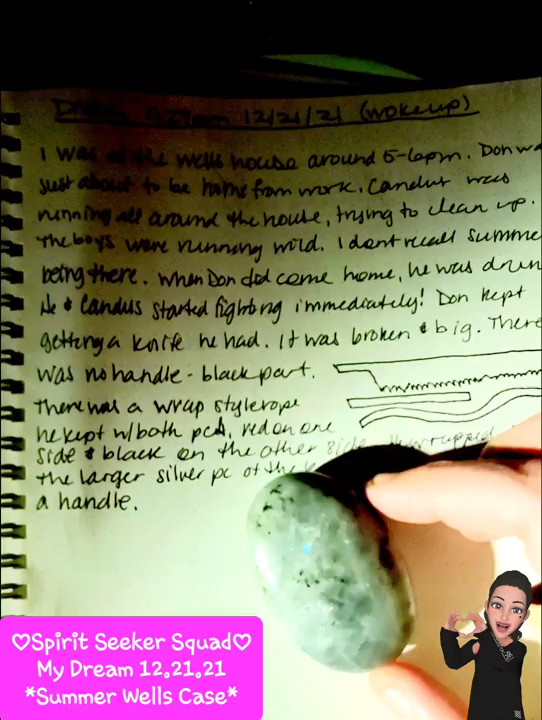 Dream 12/21/21 (woke up)
I was at the wells house around 5-6pm. Don wa
just about to be home from work. Candus was
running all around the house, trying to clean up.
The boys were running wild. I dont recall Summe
being there. When Don did come home, he was drun
He & Candus started fighting immediately! Don kept
getting a knife he had. It was broken & big. There
was no handle - black part.
There was a wrap style rope
he kept w/both pcs, red on one
side & black on the other side. He wrapped
the larger silver pc of the
a handle.
♡Spirit Seeker Squad♡
My Dream 12.21.21
*Summer Wells Case*